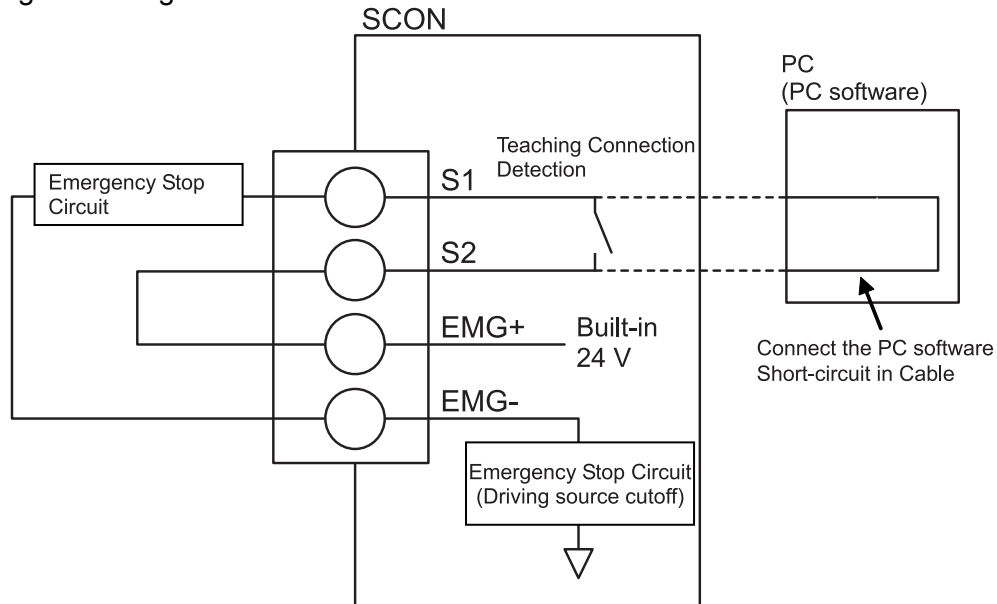 SCON
PC
(PC software)
Teaching Connection
Detection
Emergency Stop
Circuit
S1
S2
EMG+
Built-in
24 V
Connect the PC software
Short-circuit in Cable
EMG-
Emergency Stop Circuit
(Driving source cutoff)